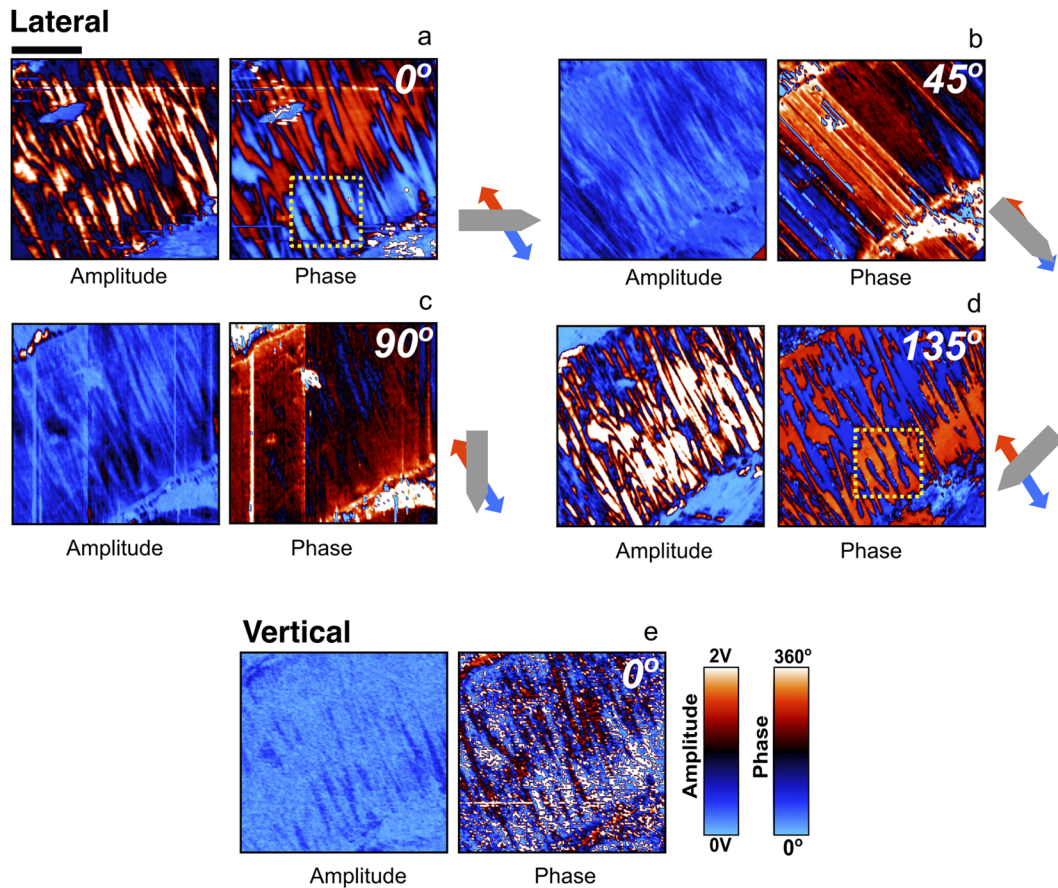 Lateral
a
0º
Amplitude
Phase
b
45º
Amplitude
Phase
c
90º
Amplitude
Phase
d
135º
Amplitude
Phase
Vertical
e
0º
Amplitude
Phase
2V
Amplitude
0V
360º
Phase
0º